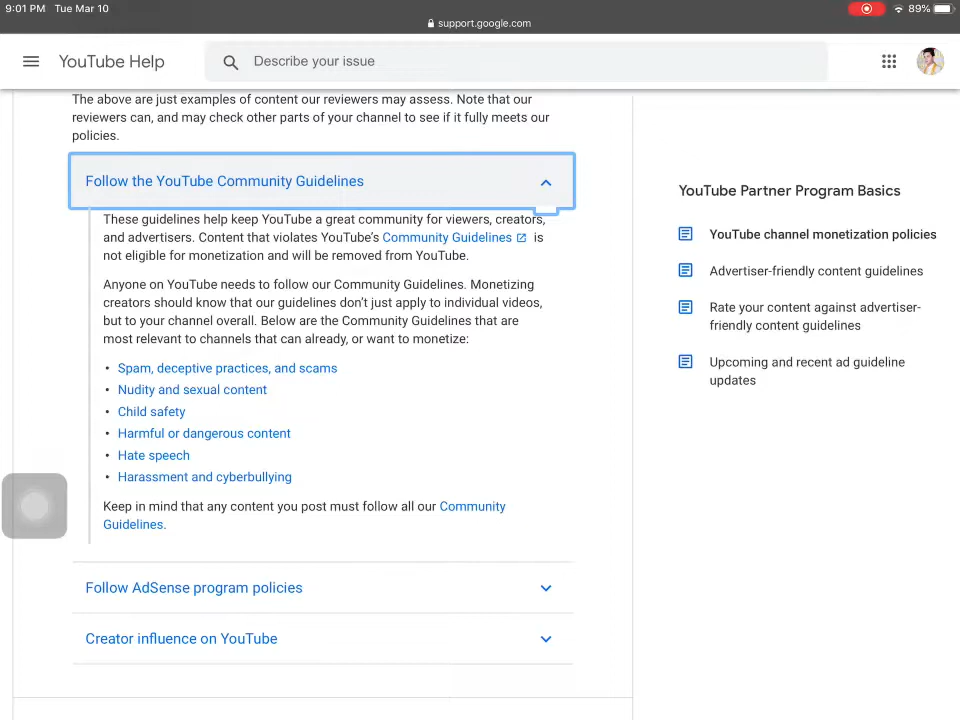 9:01 PM Tue Mar 10
89%
support.google.com
YouTube Help
Describe your issue
The above are just examples of content our reviewers may assess. Note that our
reviewers can, and may check other parts of your channel to see if it fully meets our
policies.
Follow the YouTube Community Guidelines
These guidelines help keep YouTube a great community for viewers, creators,
and advertisers. Content that violates YouTube's Community Guidelines is
not eligible for monetization and will be removed from YouTube.
Anyone on YouTube needs to follow our Community Guidelines. Monetizing
creators should know that our guidelines don't just apply to individual videos,
but to your channel overall. Below are the Community Guidelines that are
most relevant to channels that can already, or want to monetize:
• Spam, deceptive practices, and scams
• Nudity and sexual content
• Child safety
• Harmful or dangerous content
• Hate speech
• Harassment and cyberbullying
Keep in mind that any content you post must follow all our Community
Guidelines.
Follow AdSense program policies
Creator influence on YouTube
YouTube Partner Program Basics
YouTube channel monetization policies
Advertiser-friendly content guidelines
Rate your content against advertiser-
friendly content guidelines
Upcoming and recent ad guideline
updates